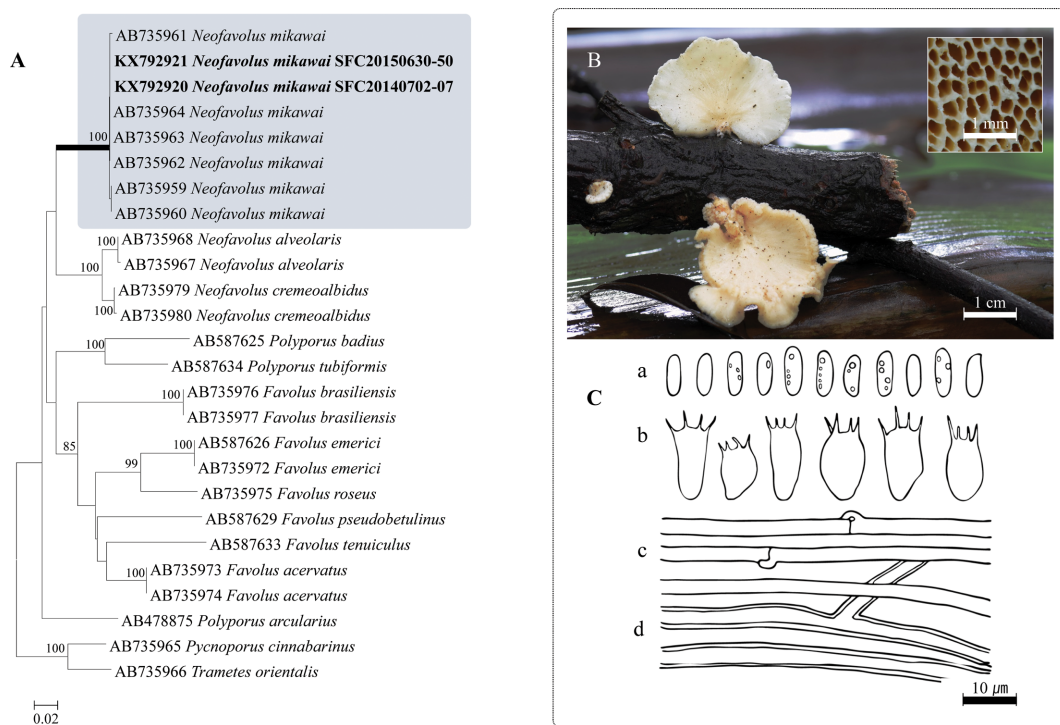 A
AB735961 Neofavolus mikawai
KX792921 Neofavolus mikawai SFC20150630-50
KX792920 Neofavolus mikawai SFC20140702-07
AB735964 Neofavolus mikawai
100
AB735963 Neofavolus mikawai
AB735962 Neofavolus mikawai
AB735959 Neofavolus mikawai
AB735960 Neofavolus mikawai
100
AB735968 Neofavolus alveolaris
AB735967 Neofavolus alveolaris
100
AB735979 Neofavolus cremeoalbidus
100
AB735980 Neofavolus cremeoalbidus
AB587625 Polyporus badius
100
AB587634 Polyporus tubiformis
AB735976 Favolus brasiliensis
100
AB735977 Favolus brasiliensis
85
AB587626 Favolus emerici
100
AB735972 Favolus emerici
99
AB735975 Favolus roseus
AB587629 Favolus pseudobetulinus
AB587633 Favolus tenuiculus
AB735973 Favolus acervatus
100
AB735974 Favolus acervatus
AB478875 Polyporus arcularius
AB735965 Pycnoporus cinnabarinus
100
AB735966 Trametes orientalis
0.02
B
1 mm
1 cm
C
a
b
c
d
10 µm